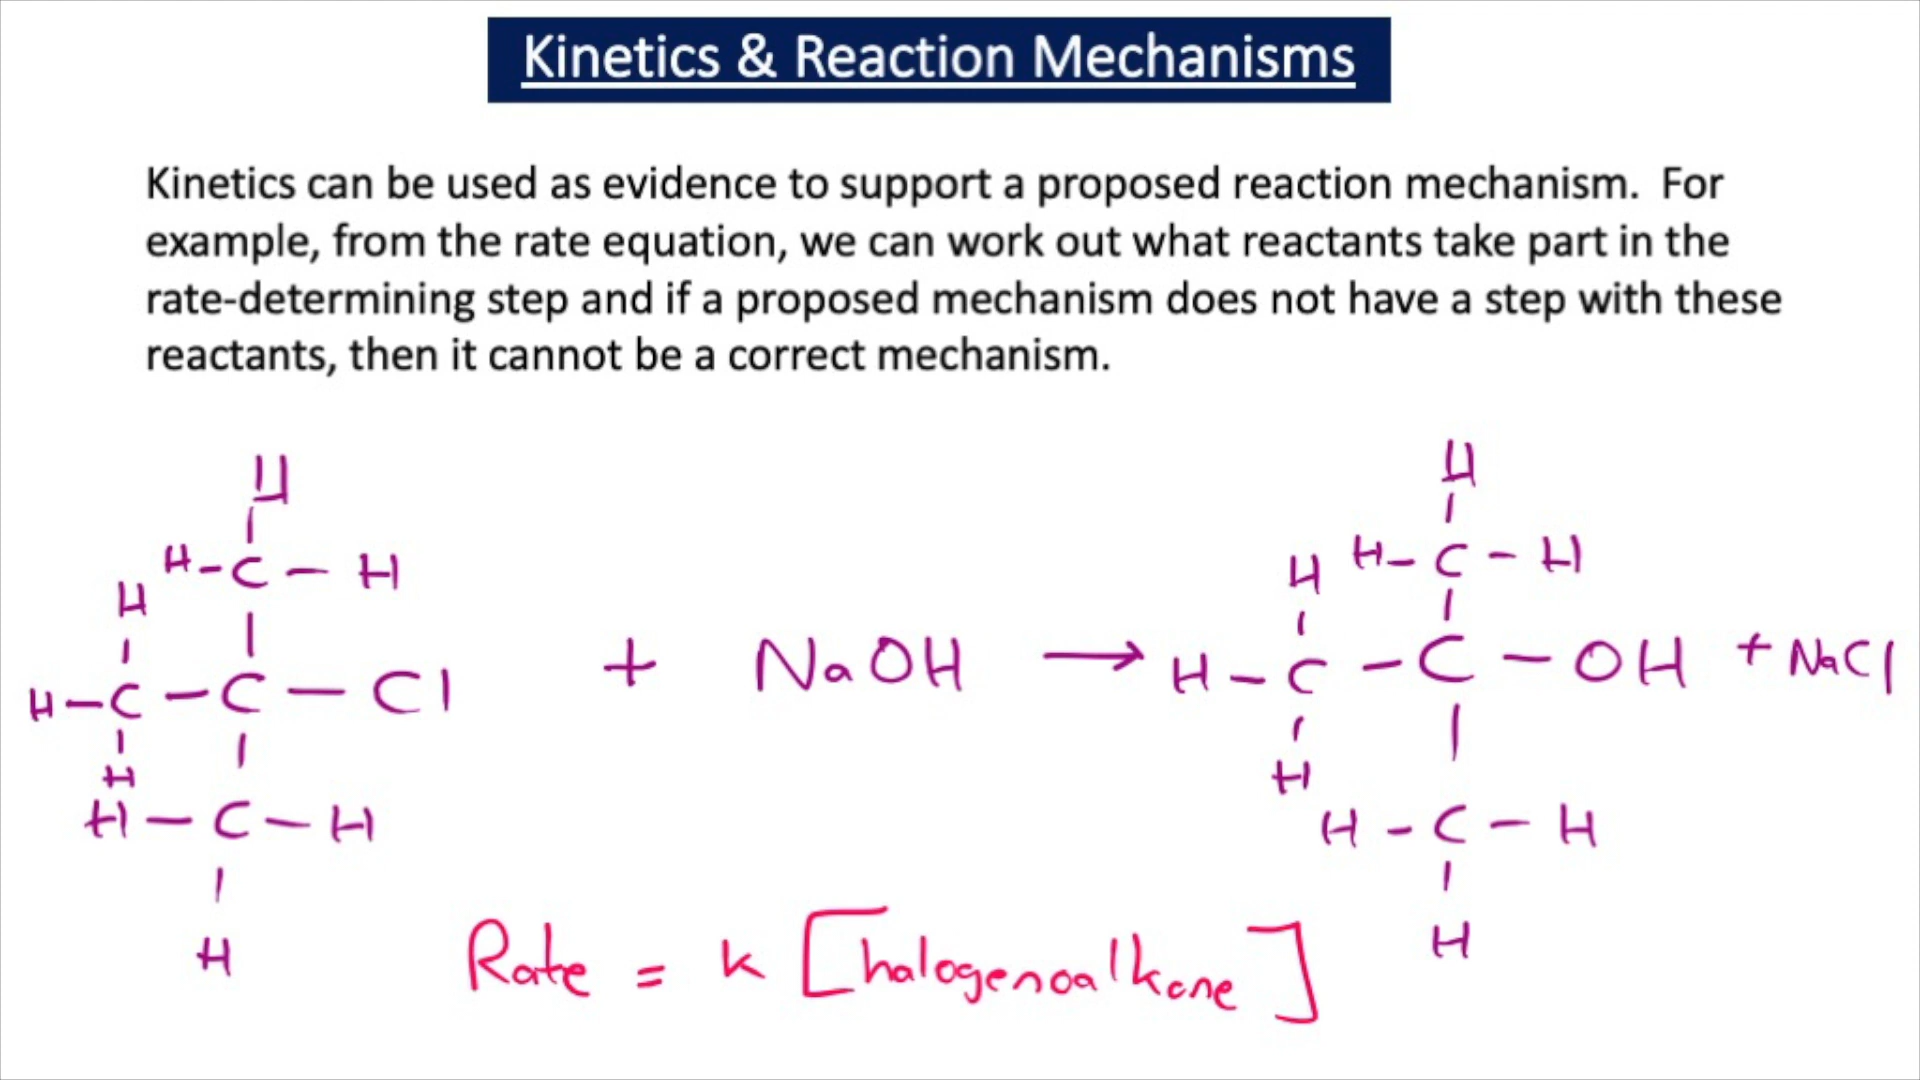 Kinetics & Reaction Mechanisms
Kinetics can be used as evidence to support a proposed reaction mechanism. For
example, from the rate equation, we can work out what reactants take part in the
rate-determining step and if a proposed mechanism does not have a step with these
reactants, then it cannot be a correct mechanism.
H H
H H-C-H H H-C-H
H-C-C-Cl + NaOH → H-C-C-OH + NaCl
H H
H-C-H H-C-H
H H
Rate = k [halogenoalkane]